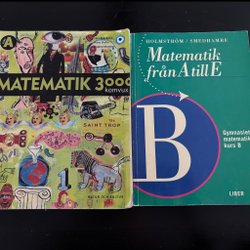 A
MATEMATIK 3000
komvux
SAINT TROP
HOLMSTRÖM / SMEDHAMRE
Matematik
från A till E
B
Gymnasiets
matematik
kurs B
LIBER